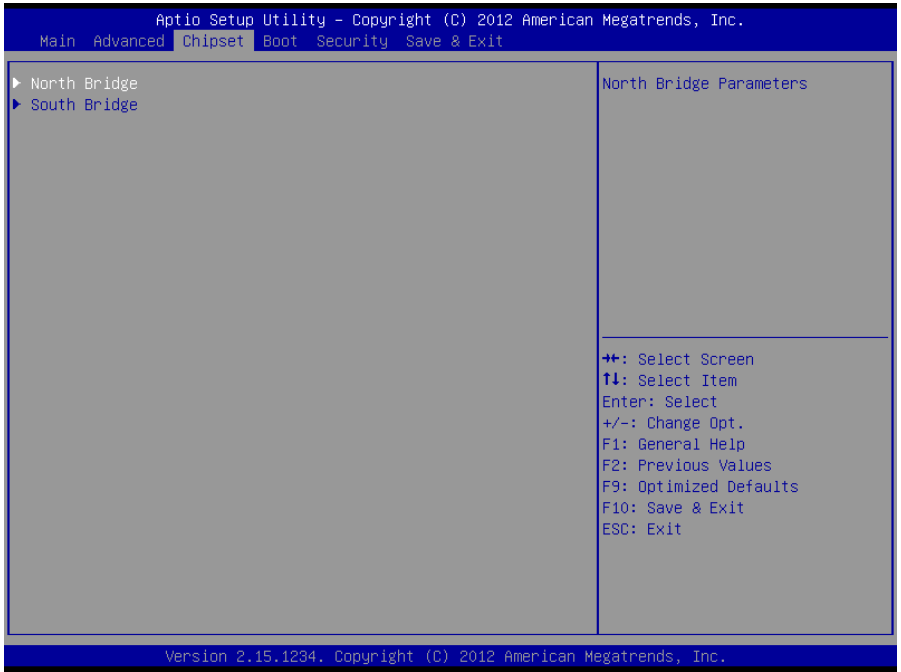 Aptio Setup Utility – Copyright (C) 2012 American Megatrends, Inc.
Main Advanced Chipset Boot Security Save & Exit
▶ North Bridge
▶ South Bridge
North Bridge Parameters
→←: Select Screen
↑↓: Select Item
Enter: Select
+/-: Change Opt.
F1: General Help
F2: Previous Values
F9: Optimized Defaults
F10: Save & Exit
ESC: Exit
Version 2.15.1234. Copyright (C) 2012 American Megatrends, Inc.